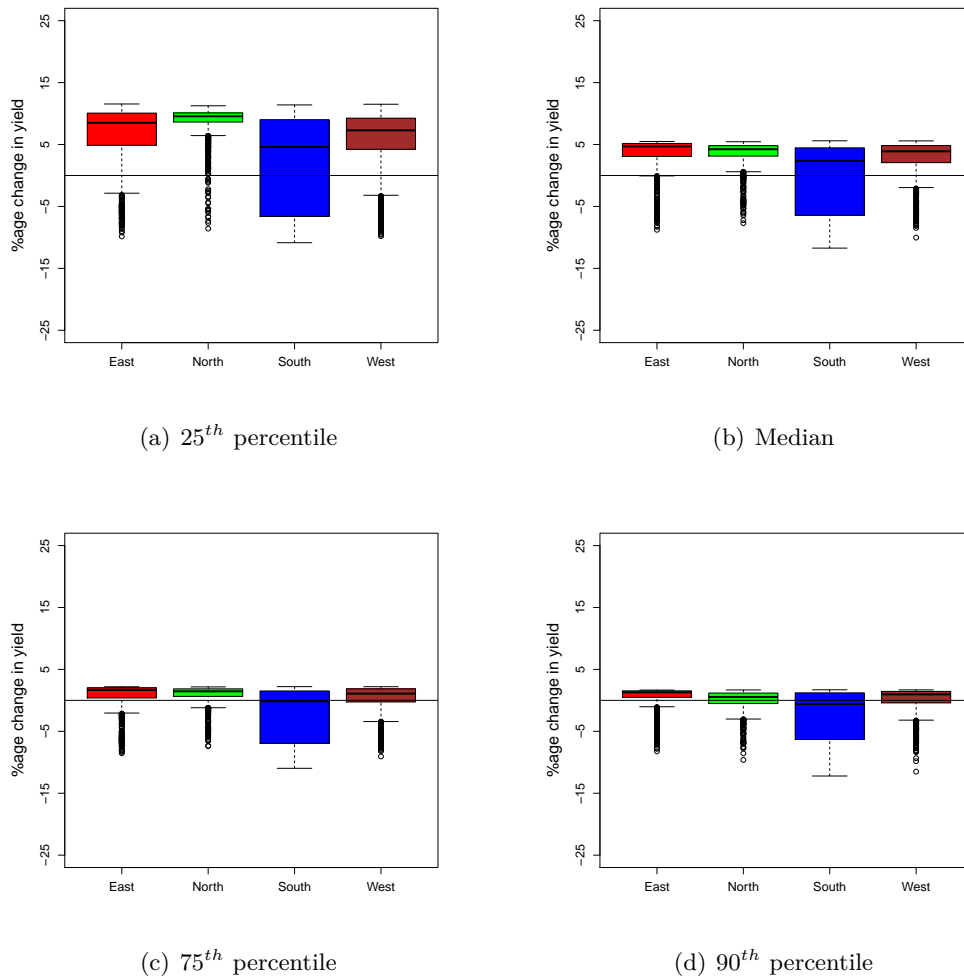 25
15
5
-5
-15
-25
%age change in yield
East North South West
(a) 25th percentile
25
15
5
-5
-15
-25
%age change in yield
East North South West
(b) Median
25
15
5
-5
-15
-25
%age change in yield
East North South West
(c) 75th percentile
25
15
5
-5
-15
-25
%age change in yield
East North South West
(d) 90th percentile